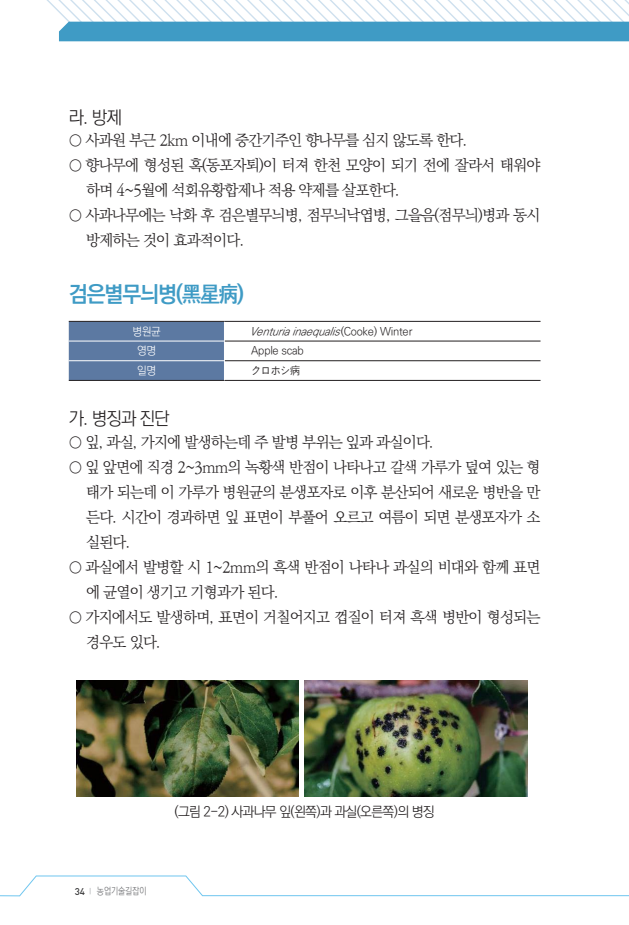 라. 방제
○ 사과원 부근 2km 이내에 중간기주인 향나무를 심지 않도록 한다.
○ 향나무에 형성된 혹(동포자퇴)이 터져 한천 모양이 되기 전에 잘라서 태워야
하며 4~5월에 석회유황합제나 적용 약제를 살포한다.
○ 사과나무에는 낙화 후 검은별무늬병, 점무늬낙엽병, 그을음(점무늬)병과 동시
방제하는 것이 효과적이다.
검은별무늬병(黑星病)
병원균 Venturia inaequalis(Cooke) Winter
영명 Apple scab
일명 クロホシ病
가. 병징과 진단
○ 잎, 과실, 가지에 발생하는데 주 발병 부위는 잎과 과실이다.
○ 잎 앞면에 직경 2~3mm의 녹황색 반점이 나타나고 갈색 가루가 덮여 있는 형
태가 되는데 이 가루가 병원균의 분생포자로 이후 분산되어 새로운 병반을 만
든다. 시간이 경과하면 잎 표면이 부풀어 오르고 여름이 되면 분생포자가 소
실된다.
○ 과실에서 발병할 시 1~2mm의 흑색 반점이 나타나 과실의 비대와 함께 표면
에 균열이 생기고 기형과가 된다.
○ 가지에서도 발생하며, 표면이 거칠어지고 껍질이 터져 흑색 병반이 형성되는
경우도 있다.
(그림 2-2) 사과나무 잎(왼쪽)과 과실(오른쪽)의 병징
34 | 농업기술길잡이